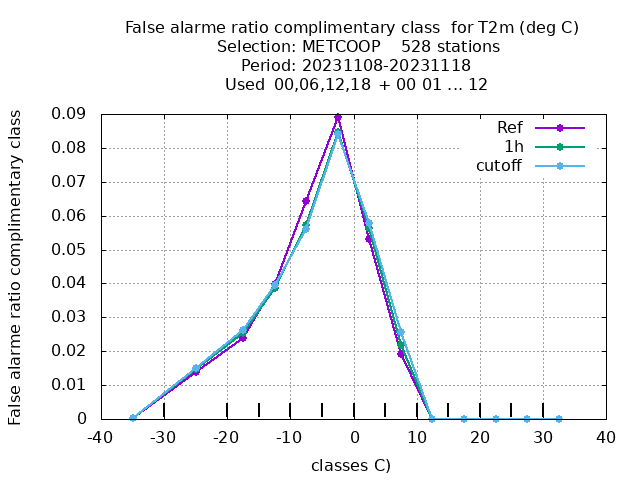 False alarme ratio complimentary class  for T2m (deg C)
Selection: METCOOP    528 stations
Period: 20231108-20231118
Used  00,06,12,18 + 00 01 ... 12
False alarme ratio complimentary class
0.09
0.08
0.07
0.06
0.05
0.04
0.03
0.02
0.01
0
Ref
1h
cutoff
-40 -30 -20 -10 0 10 20 30 40
classes C)